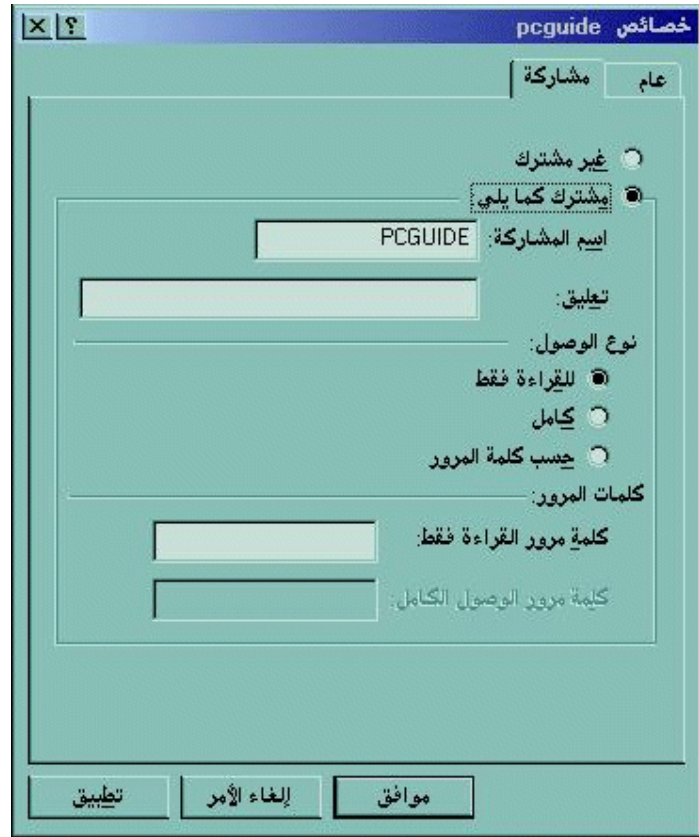 خصائص pcguide
عام
مشاركة
غير مشترك
مشترك كما يلي:
اسم المشاركة: PCGUIDE
تعليق:
نوع الوصول:
للقراءة فقط
كامل
حسب كلمة المرور
كلمات المرور:
كلمة مرور القراءة فقط:
كلمة مرور الوصول الكامل:
موافق
إلغاء الأمر
تطبيق